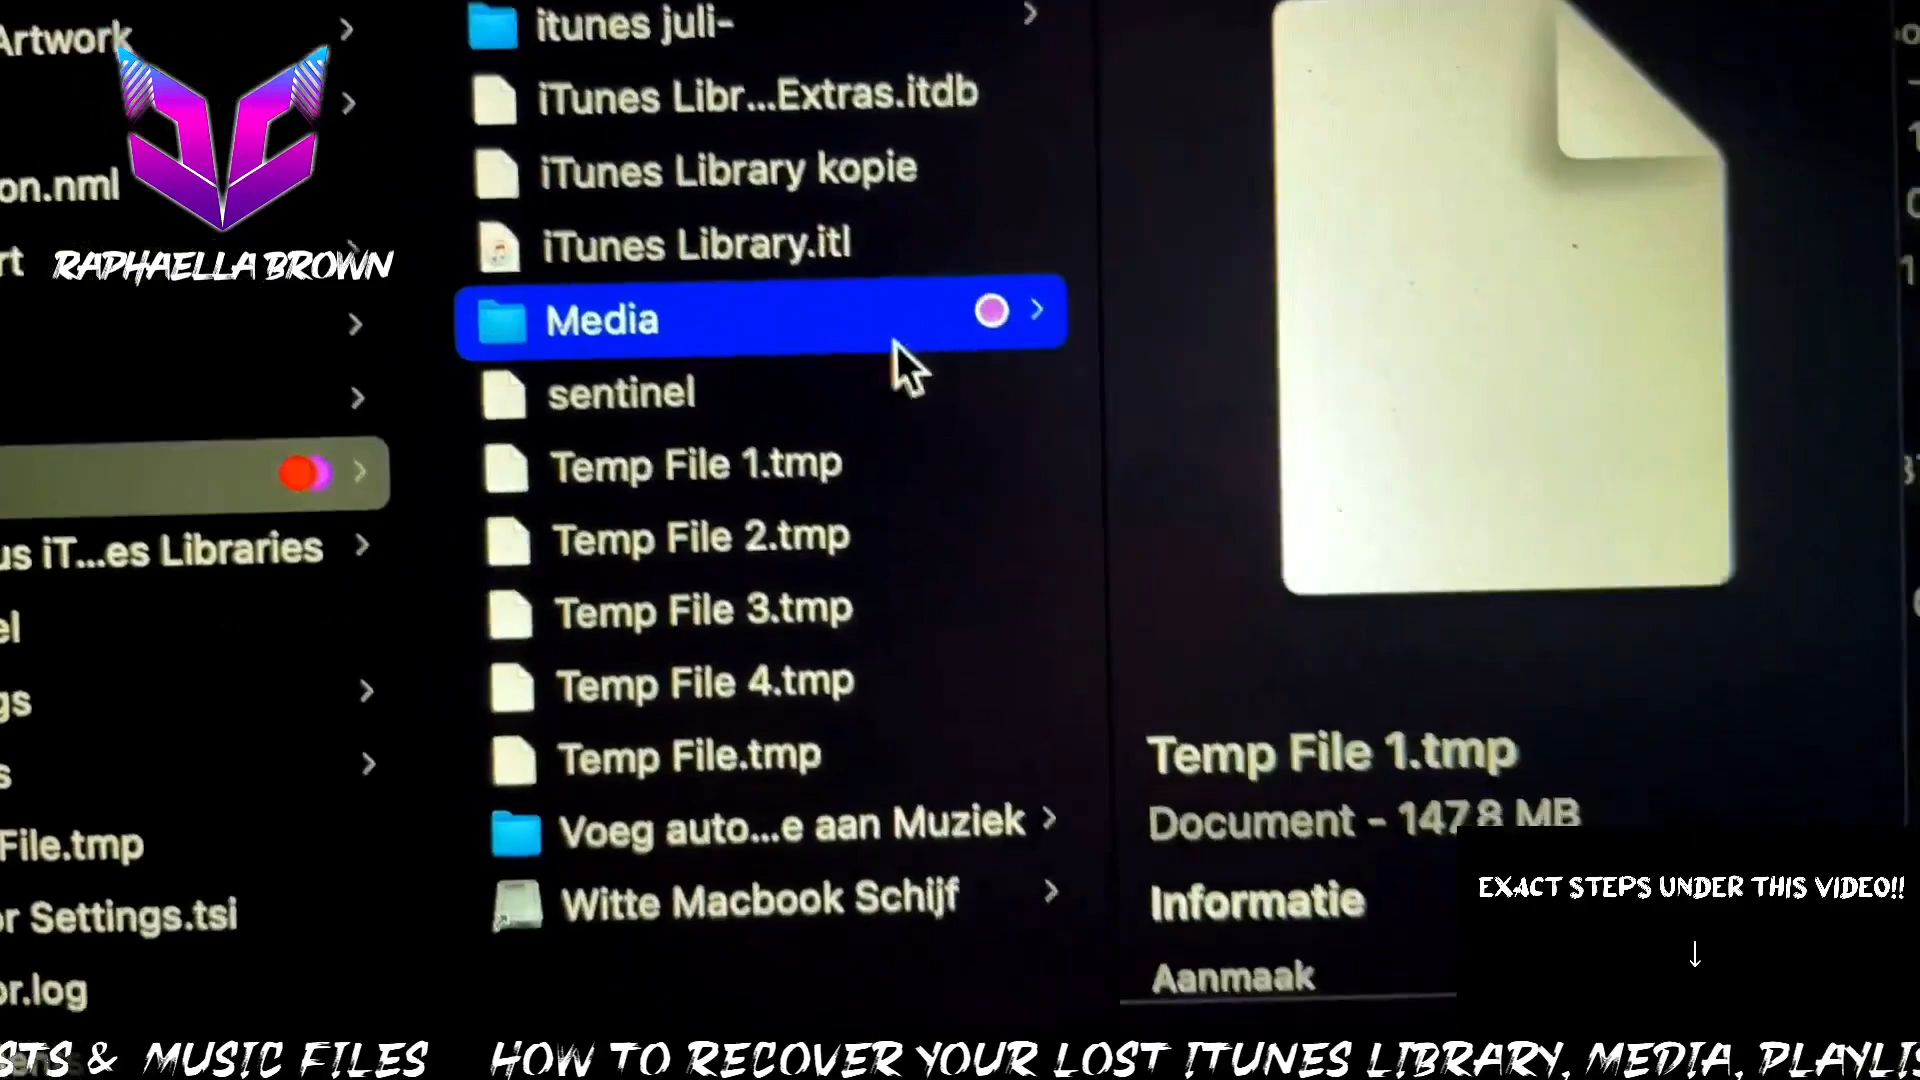 Artwork
on.nml
rt
RAPHAELLA BROWN
us iT...es Libraries
el
gs
s
File.tmp
or Settings.tsi
or.log
itunes juli-
iTunes Libr...Extras.itdb
iTunes Library kopie
iTunes Library.itl
Media
sentinel
Temp File 1.tmp
Temp File 2.tmp
Temp File 3.tmp
Temp File 4.tmp
Temp File.tmp
Voeg auto...e aan Muziek
Witte Macbook Schijf
Temp File 1.tmp
Document - 147,8 MB
Informatie
Aanmaak
EXACT STEPS UNDER THIS VIDEO!!
↓
STS & MUSIC FILES HOW TO RECOVER YOUR LOST ITUNES LIBRARY, MEDIA, PLAYLIS